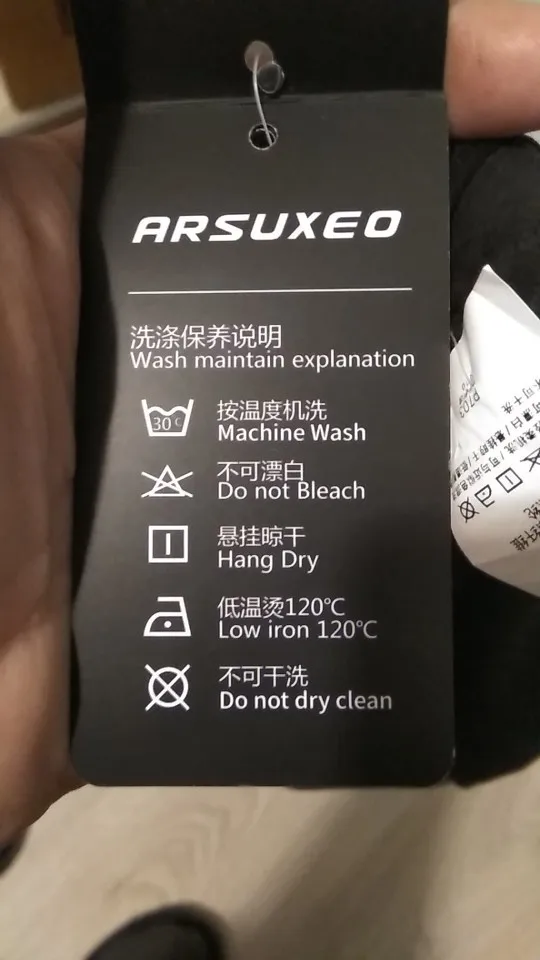 ARSUXEO
洗涤保养说明
Wash maintain explanation
30 c
按温度机洗
Machine Wash
不可漂白
Do not Bleach
悬挂晾干
Hang Dry
低温烫120℃
Low iron 120℃
不可干洗
Do not dry clean